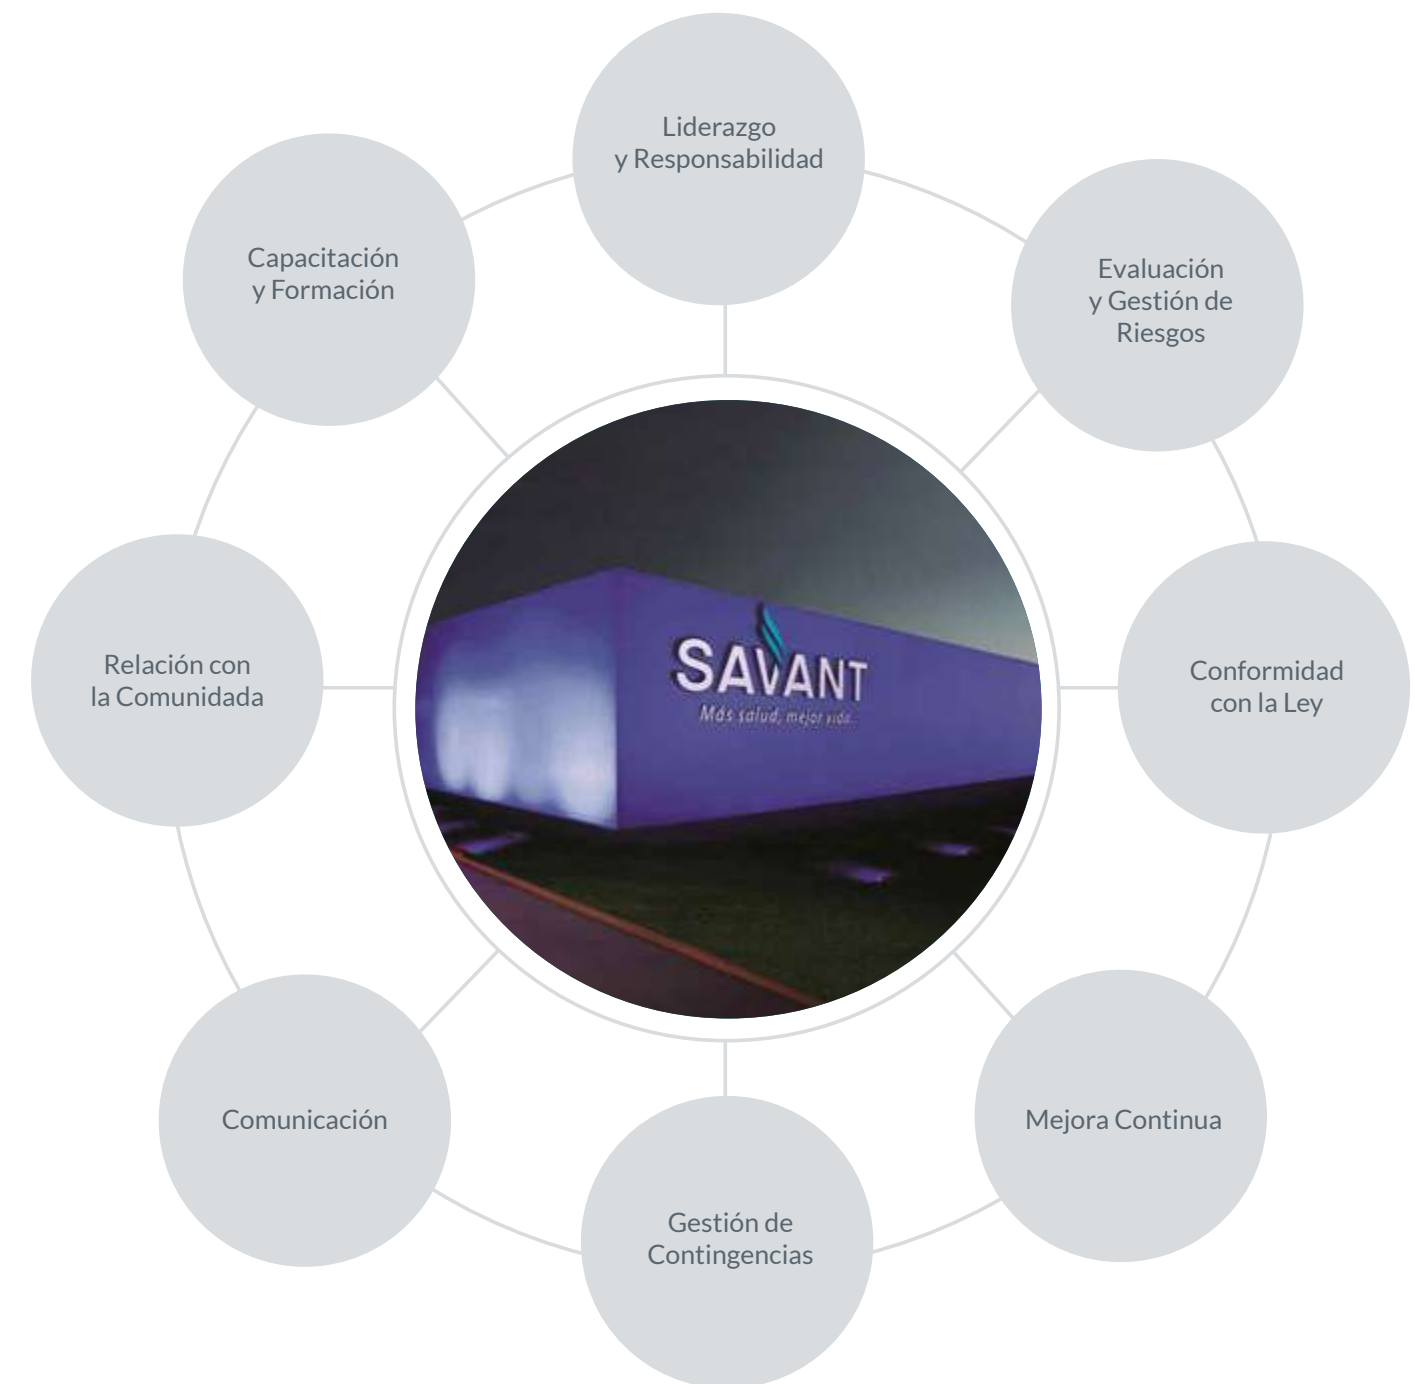 Liderazgo
y Responsabilidad
Evaluación
y Gestión de
Riesgos
Conformidad
con la Ley
Mejora Continua
Gestión de
Contingencias
Comunicación
Relación con
la Comunidada
Capacitación
y Formación
SAVANT
Más salud, mejor vida.